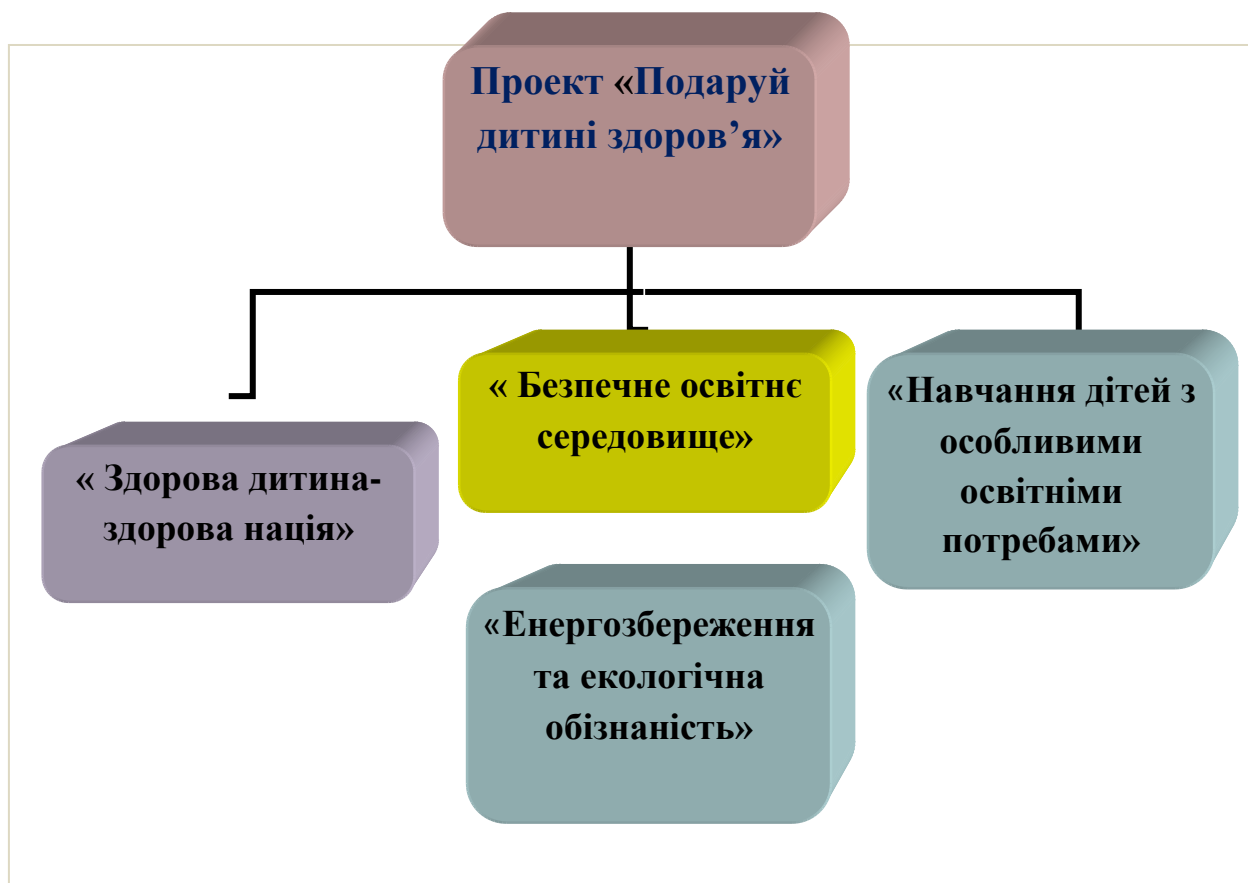 Проект «Подаруй
дитині здоров’я»
« Безпечне освітнє
середовище»
«Навчання дітей з
особливими
освітніми
потребами»
« Здорова дитина-
здорова нація»
«Енергозбереження
та екологічна
обізнаність»